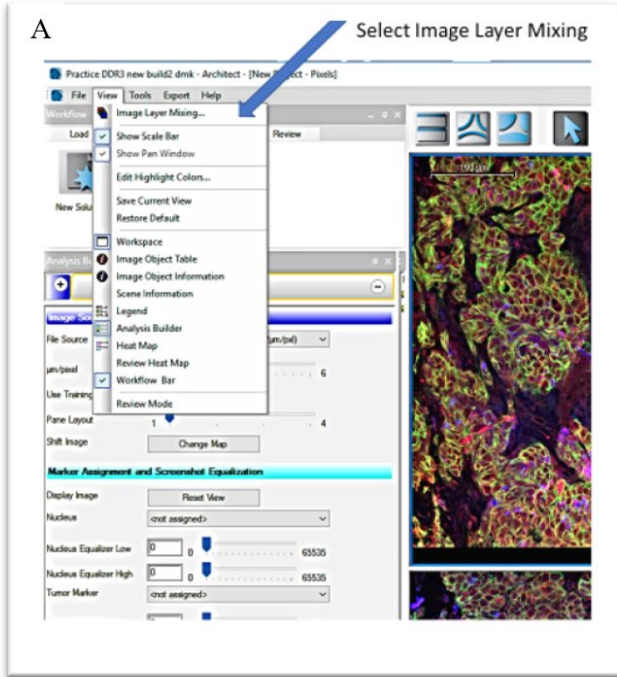 A
Select Image Layer Mixing
Practice DDR3 new build2 dmk - Architect - [New Project - Pixels]
File View Tools Export Help
Workflow
Load
Review
Image Layer Mixing...
Show Scale Bar
Show Pan Window
Edit Highlight Colors...
Save Current View
Restore Default
Workspace
Image Object Table
Image Object Information
Scene Information
Legend
Analysis Builder
Heat Map
Review Heat Map
Workflow Bar
Review Mode
New Solu
Analysis Bu
Image Sou
File Source
µm/pxl)
µm/pixel
6
Use Training
Pane Layout
1
4
Shift Image
Change Map
Marker Assignment and Screenshot Equalization
Display Image
Reset View
Nucleus
<not assigned>
Nucleus Equalizer Low
0
0
65535
Nucleus Equalizer High
0
0
65535
Tumor Marker
<not assigned>